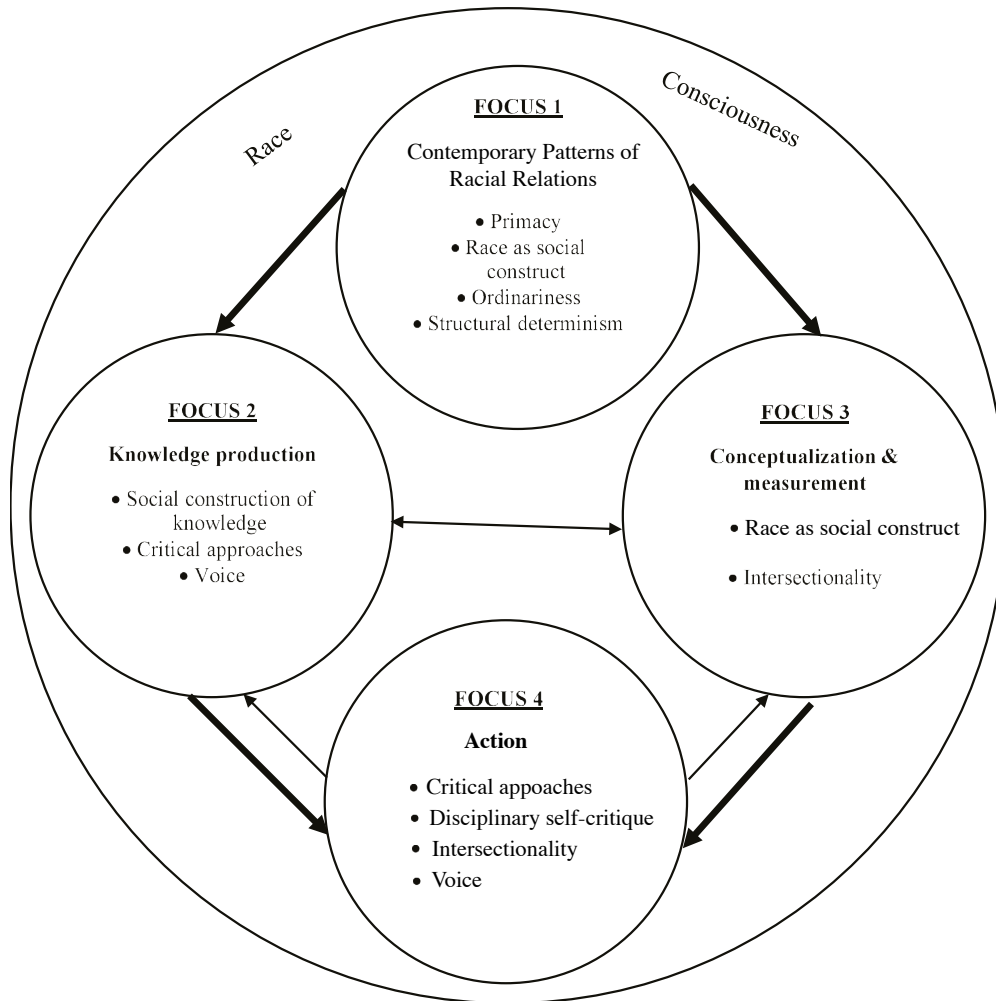 Race
Consciousness
FOCUS 1
Contemporary Patterns of
Racial Relations
• Primacy
• Race as social
construct
• Ordinariness
• Structural determinism
FOCUS 2
Knowledge production
• Social construction of
knowledge
• Critical approaches
• Voice
FOCUS 3
Conceptualization &
measurement
• Race as social construct
• Intersectionality
FOCUS 4
Action
• Critical appoaches
• Disciplinary self-critique
• Intersectionality
• Voice